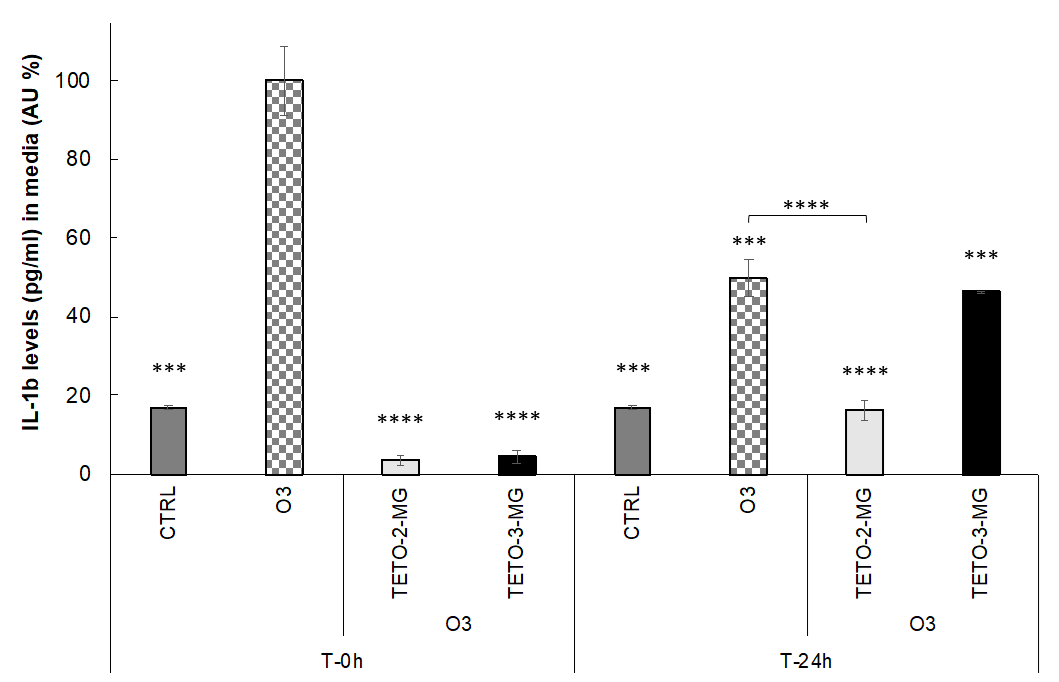 IL-1b levels (pg/ml) in media (AU %)
100
80
60
40
20
0
***
****
****
***
***
****
****
***
CTRL
O3
TETO-2-MG
TETO-3-MG
CTRL
O3
TETO-2-MG
TETO-3-MG
O3
O3
T-0h
T-24h